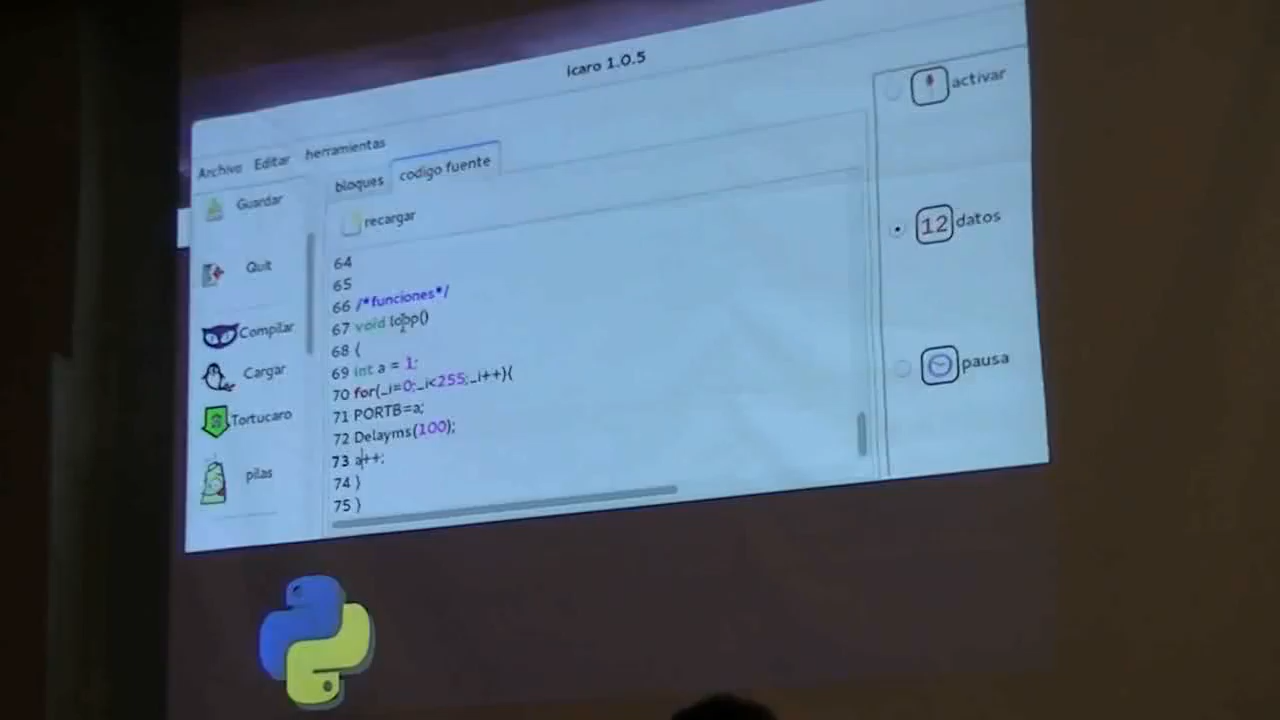 icaro 1.0.5
Archivo Editar herramientas
Guardar
Quit
Compilar
Cargar
Tortucaro
pilas
bloques codigo fuente
recargar
64
65
66 /*funciones*/
67 void loop()
68 {
69 int a = 1;
70 for(_i=0;_i<255;_i++){
71 PORTB=a;
72 Delayms(100);
73 a++;
74 }
75 }
activar
12 datos
pausa